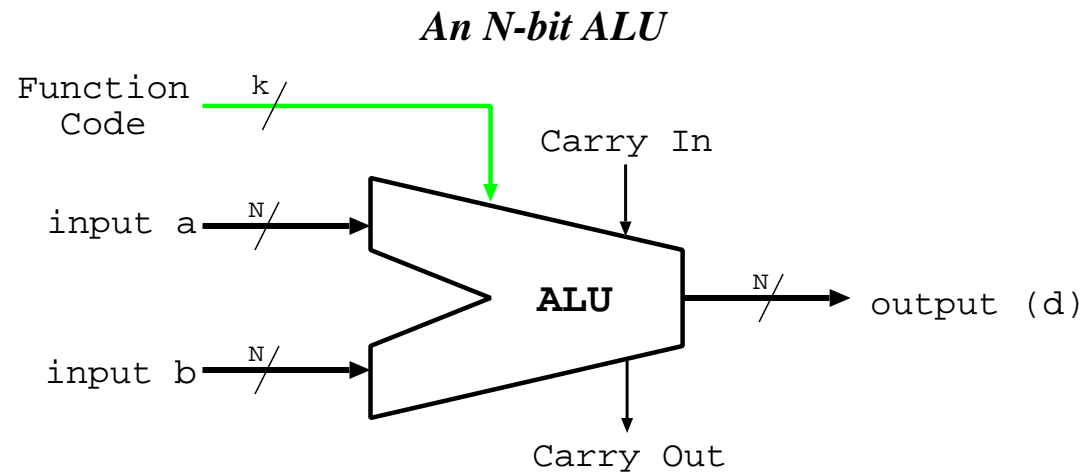 An N-bit ALU
Function
Code
k
Carry In
input a
N
ALU
N
output (d)
input b
N
Carry Out